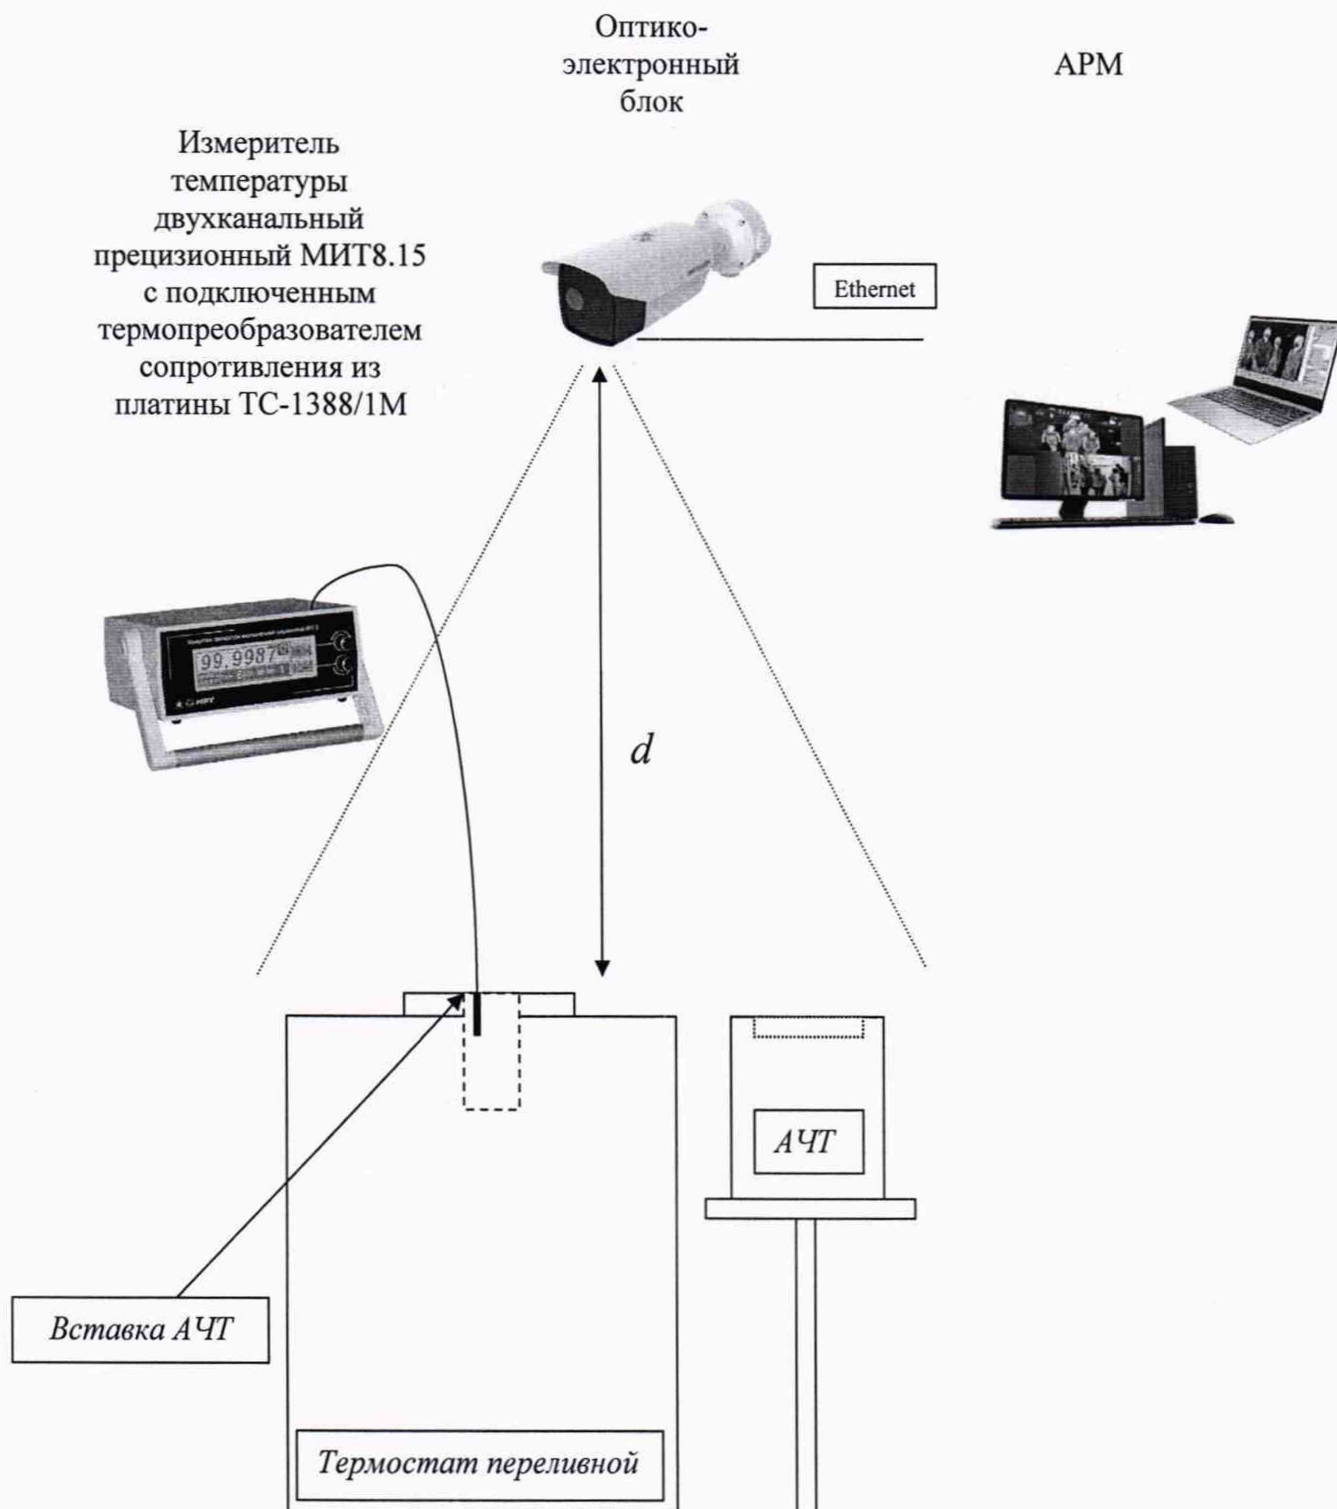 Оптико-
электронный
блок
АРМ
Измеритель
температуры
двухканальный
прецизионный МИТ8.15
с подключенным
термопреобразователем
сопротивления из
платины ТС-1388/1М
Ethernet
99,9987
d
АЧТ
Вставка АЧТ
Термостат переливной